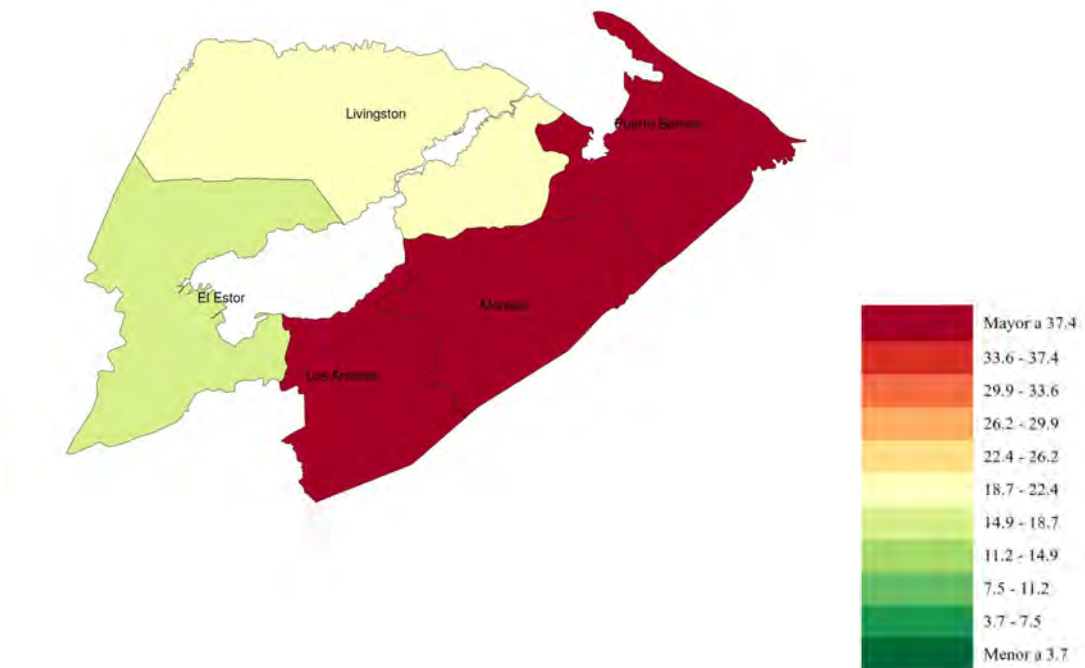 Livingston
Puerto Barrios
El Estor
Morales
Los Amates
Mayor a 37.4
33.6 - 37.4
29.9 - 33.6
26.2 - 29.9
22.4 - 26.2
18.7 - 22.4
14.9 - 18.7
11.2 - 14.9
7.5 - 11.2
3.7 - 7.5
Menor a 3.7